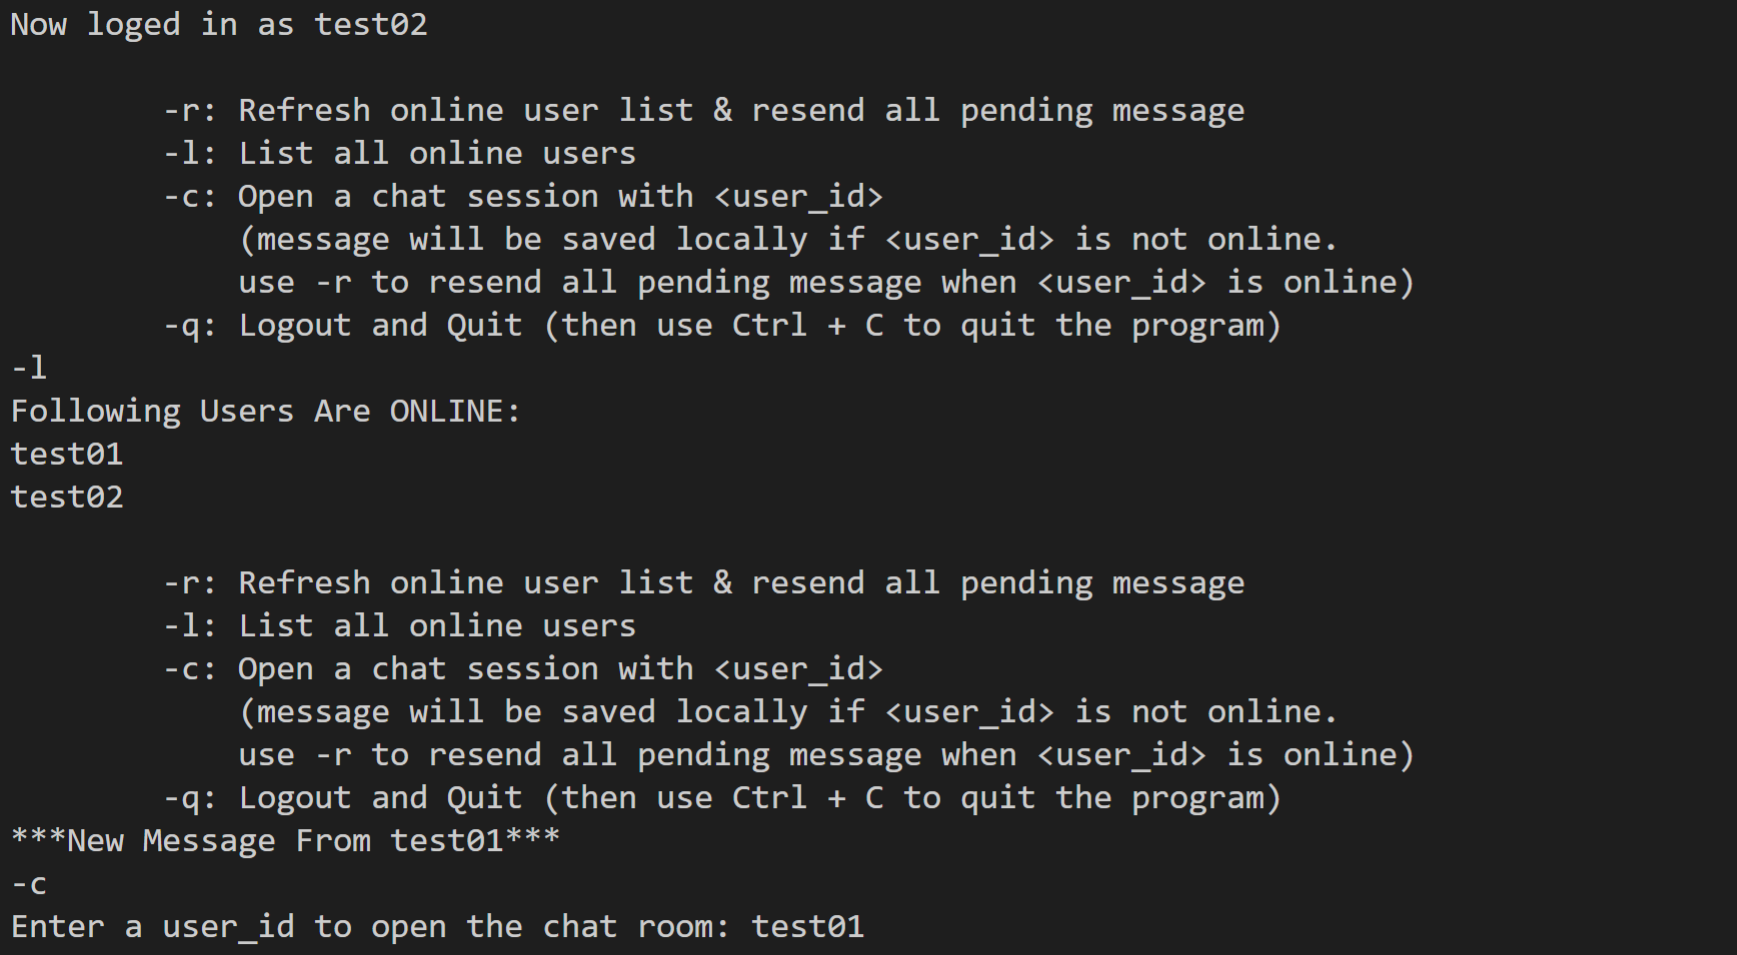 Now loged in as test02
-r: Refresh online user list & resend all pending message
-l: List all online users
-c: Open a chat session with <user_id>
(message will be saved locally if <user_id> is not online.
use -r to resend all pending message when <user_id> is online)
-q: Logout and Quit (then use Ctrl + C to quit the program)
-l
Following Users Are ONLINE:
test01
test02
-r: Refresh online user list & resend all pending message
-l: List all online users
-c: Open a chat session with <user_id>
(message will be saved locally if <user_id> is not online.
use -r to resend all pending message when <user_id> is online)
-q: Logout and Quit (then use Ctrl + C to quit the program)
***New Message From test01***
-c
Enter a user_id to open the chat room: test01